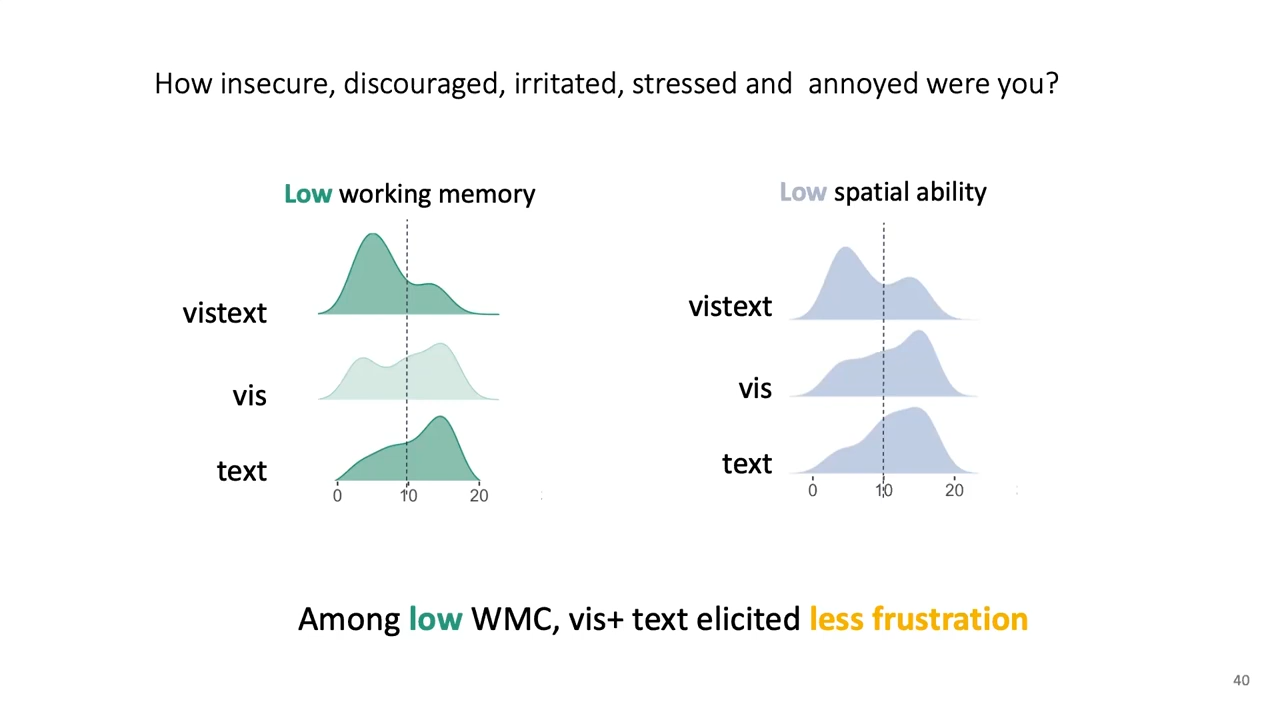 How insecure, discouraged, irritated, stressed and  annoyed were you?
Low working memory
vistext
vis
text
0 10 20
Low spatial ability
vistext
vis
text
0 10 20
Among low WMC, vis+ text elicited less frustration
40